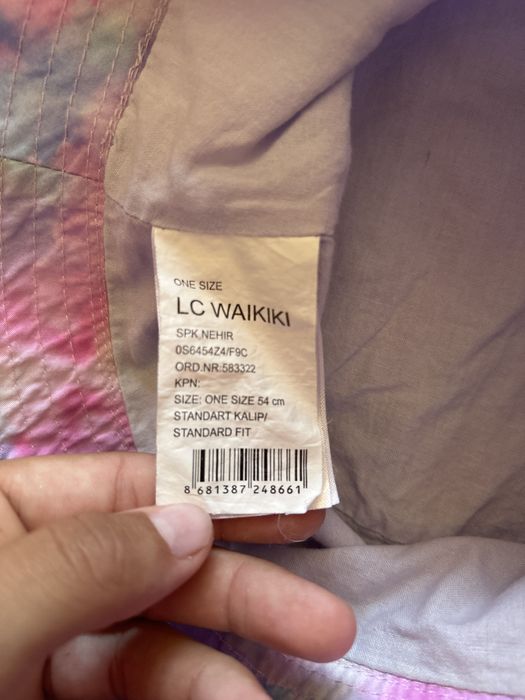 ONE SIZE
LC WAIKIKI
SPK.NEHIR
0S6454Z4/F9C
ORD.NR:583322
KPN:
SIZE: ONE SIZE 54 cm
STANDART KALIP/
STANDARD FIT
8 681387 248661